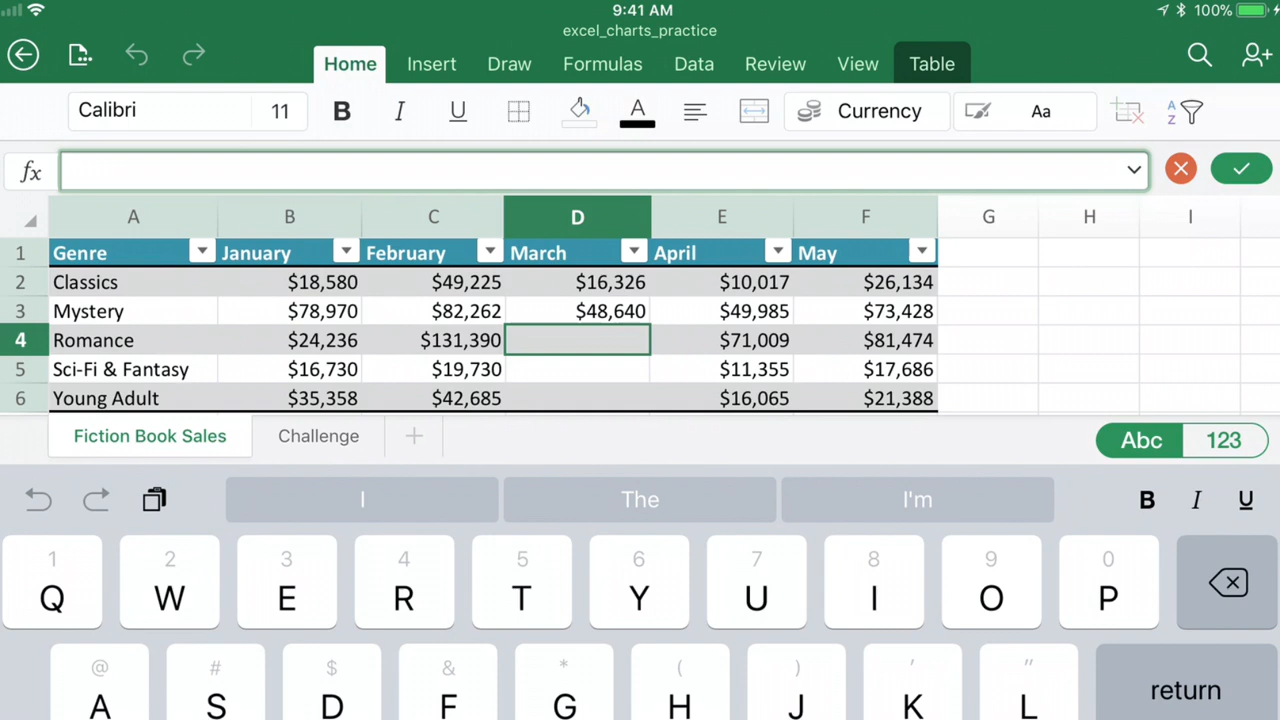 9:41 AM
100%
excel_charts_practice
Home Insert Draw Formulas Data Review View Table
Calibri 11 B I U A Currency Aa A Z
fx
A B C D E F G H I
1 Genre January February March April May
2 Classics $18,580 $49,225 $16,326 $10,017 $26,134
3 Mystery $78,970 $82,262 $48,640 $49,985 $73,428
4 Romance $24,236 $131,390 $71,009 $81,474
5 Sci-Fi & Fantasy $16,730 $19,730 $11,355 $17,686
6 Young Adult $35,358 $42,685 $16,065 $21,388
Fiction Book Sales Challenge + Abc 123
I The I'm B I U
1 2 3 4 5 6 7 8 9 0
Q W E R T Y U I O P
@ # $ & * ( ) ' "
A S D F G H J K L return